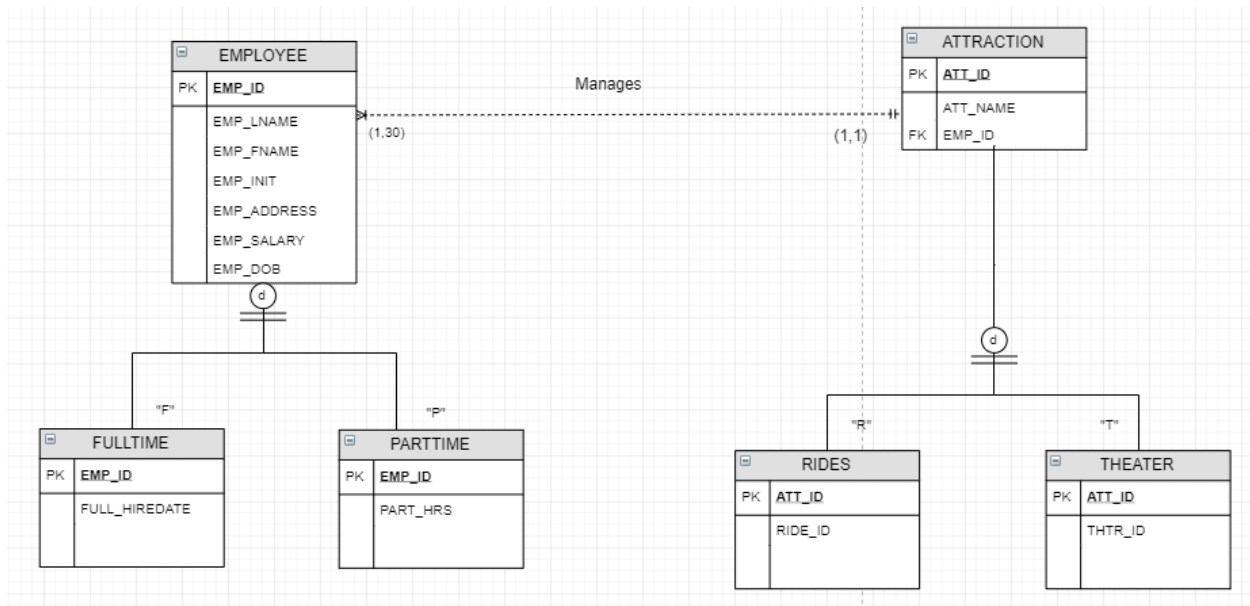 EMPLOYEE
PK EMP_ID
EMP_LNAME
EMP_FNAME
EMP_INIT
EMP_ADDRESS
EMP_SALARY
EMP_DOB
Manages
(1,30)
(1,1)
ATTRACTION
PK ATT_ID
ATT_NAME
FK EMP_ID
d
"F"
"P"
FULLTIME
PK EMP_ID
FULL_HIREDATE
PARTTIME
PK EMP_ID
PART_HRS
d
"R"
"T"
RIDES
PK ATT_ID
RIDE_ID
THEATER
PK ATT_ID
THTR_ID